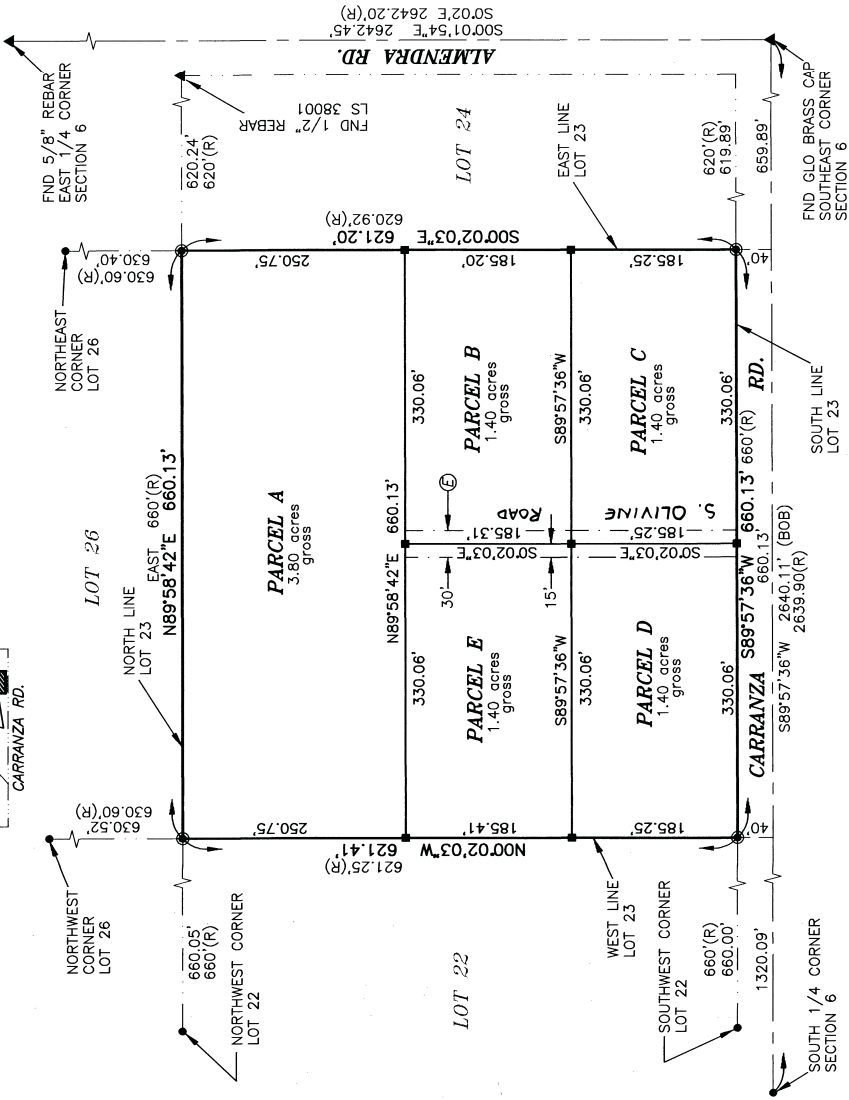 CARRANZA RD.
S0°02'E 2642.20'(R)
S00°01'54"E 2642.45'
ALMENDRA RD.
FND 5/8" REBAR
EAST 1/4 CORNER
SECTION 6
NORTHWEST
CORNER
LOT 26
630.52'
630.60'(R)
LOT 26
NORTHEAST
CORNER
LOT 26
630.40'
630.60'(R)
NORTH LINE
LOT 23
EAST 660'(R)
N89°58'42"E 660.13'
620.24'
620'(R)
FND 1/2" REBAR
LS 38001
660.05'
660'(R)
NORTHWEST CORNER
LOT 22
250.75'
621.41'
621.25'(R)
N00°02'03"W
PARCEL A
3.80 acres
gross
250.75'
621.20'
620.92'(R)
S00°02'03"E
LOT 24
N89°58'42"E
660.13'
330.06'
330.06'
185.41'
PARCEL E
1.40 acres
gross
30'
15'
E
185.31'
S0°02'03"E
ROAD
PARCEL B
1.40 acres
gross
185.20'
EAST LINE
LOT 23
S89°57'36"W
330.06'
S89°57'36"W
330.06'
LOT 22
185.25'
WEST LINE
LOT 23
PARCEL D
1.40 acres
gross
185.25'
S0°02'03"E
S. OLIVINE
PARCEL C
1.40 acres
gross
185.25'
SOUTHWEST CORNER
LOT 22
660'(R)
660.00'
330.06'
330.06'
620'(R)
619.89'
CARRANZA
S89°57'36"W
660.13'
660'(R)
RD.
660.13'
40'
40'
1320.09'
659.89'
S89°57'36"W 2640.11' (BOB)
2639.90(R)
SOUTH LINE
LOT 23
SOUTH 1/4 CORNER
SECTION 6
FND GLO BRASS CAP
SOUTHEAST CORNER
SECTION 6